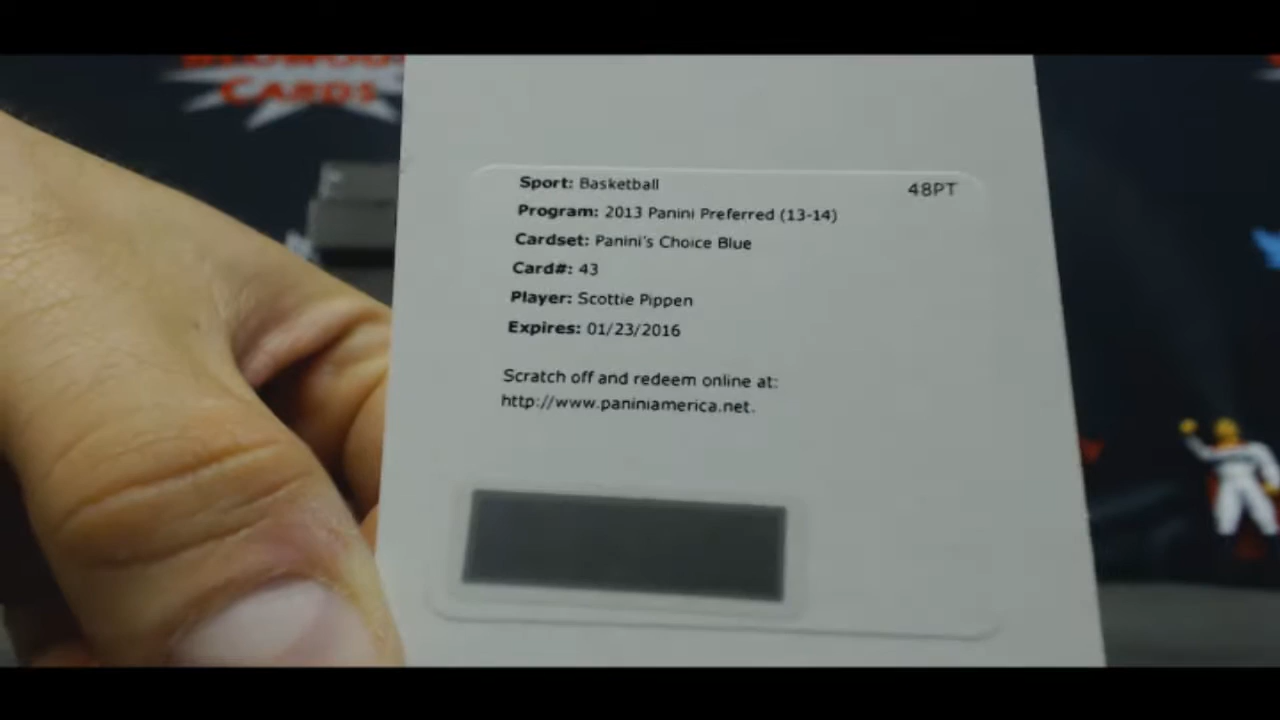 CARDS
Sport: Basketball
48PT
Program: 2013 Panini Preferred (13-14)
Cardset: Panini's Choice Blue
Card#: 43
Player: Scottie Pippen
Expires: 01/23/2016
Scratch off and redeem online at:
http://www.paniniamerica.net.